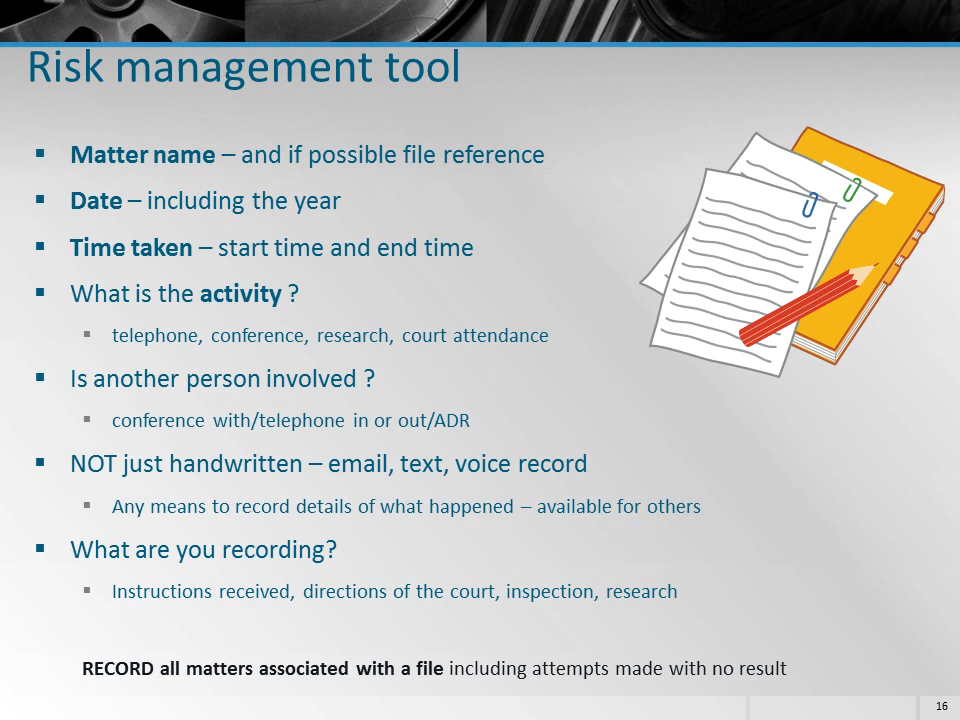 Risk management tool
▪ Matter name – and if possible file reference
▪ Date – including the year
▪ Time taken – start time and end time
▪ What is the activity ?
▪ telephone, conference, research, court attendance
▪ Is another person involved ?
▪ conference with/telephone in or out/ADR
▪ NOT just handwritten – email, text, voice record
▪ Any means to record details of what happened – available for others
▪ What are you recording?
▪ Instructions received, directions of the court, inspection, research
RECORD all matters associated with a file including attempts made with no result
16